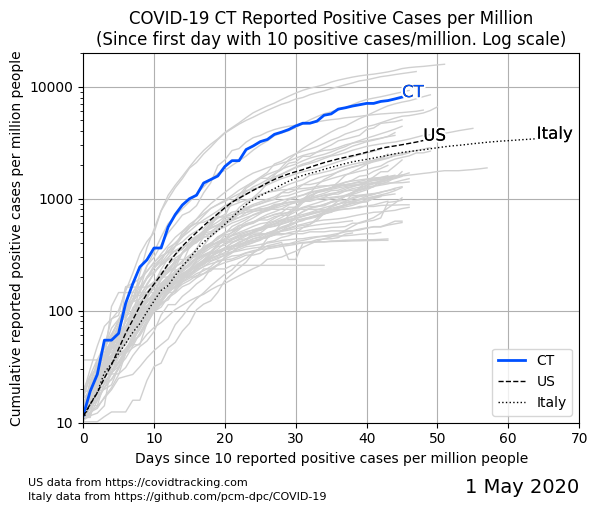 COVID-19 CT Reported Positive Cases per Million
(Since first day with 10 positive cases/million. Log scale)
Cumulative reported positive cases per million people
10000
1000
100
10
CT
US
Italy
CT
US
Italy
0 10 20 30 40 50 60 70
Days since 10 reported positive cases per million people
US data from https://covidtracking.com
Italy data from https://github.com/pcm-dpc/COVID-19
1 May 2020